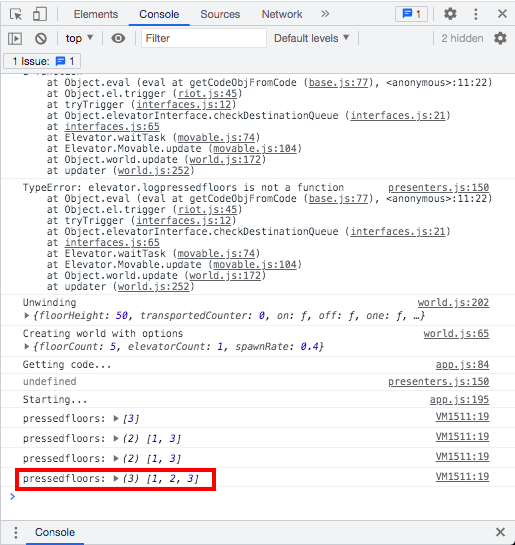 Elements Console Sources Network » 1
top ▼ Filter Default levels ▼ 2 hidden
1 Issue: 1
at Object.eval (eval at getCodeObjFromCode (base.js:77), <anonymous>:11:22)
at Object.el.trigger (riot.js:45)
at tryTrigger (interfaces.js:12)
at Object.elevatorInterface.checkDestinationQueue (interfaces.js:21)
at interfaces.js:65
at Elevator.waitTask (movable.js:74)
at Elevator.Movable.update (movable.js:104)
at Object.world.update (world.js:172)
at updater (world.js:252)
TypeError: elevator.logpressedfloors is not a function presenters.js:150
at Object.eval (eval at getCodeObjFromCode (base.js:77), <anonymous>:11:22)
at Object.el.trigger (riot.js:45)
at tryTrigger (interfaces.js:12)
at Object.elevatorInterface.checkDestinationQueue (interfaces.js:21)
at interfaces.js:65
at Elevator.waitTask (movable.js:74)
at Elevator.Movable.update (movable.js:104)
at Object.world.update (world.js:172)
at updater (world.js:252)
Unwinding world.js:202
▶ {floorHeight: 50, transportedCounter: 0, on: ƒ, off: ƒ, one: ƒ, …}
Creating world with options world.js:65
▶ {floorCount: 5, elevatorCount: 1, spawnRate: 0.4}
Getting code... app.js:84
undefined presenters.js:150
Starting... app.js:195
pressedfloors: ▶ [3] VM1511:19
pressedfloors: ▶ (2) [1, 3] VM1511:19
pressedfloors: ▶ (2) [1, 3] VM1511:19
pressedfloors: ▶ (3) [1, 2, 3] VM1511:19
>
Console